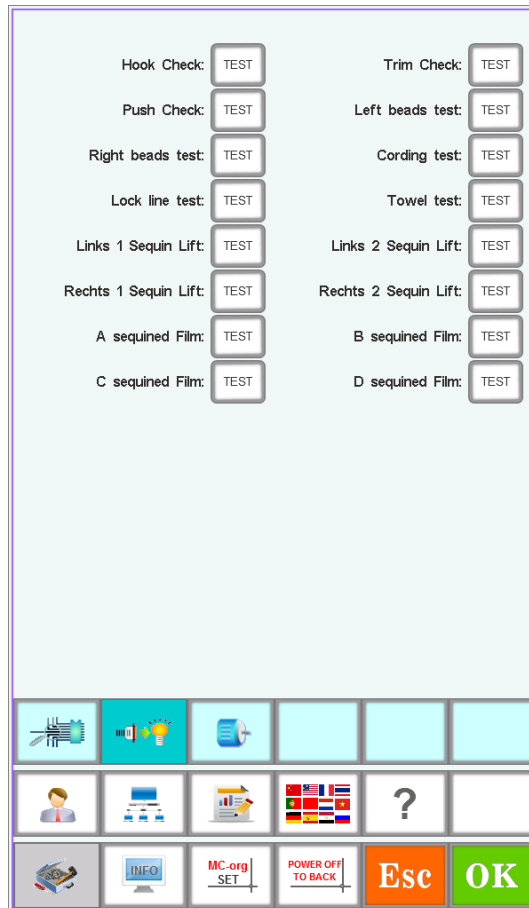 Hook Check: TEST Trim Check: TEST
Push Check: TEST Left beads test: TEST
Right beads test: TEST Cording test: TEST
Lock line test: TEST Towel test: TEST
Links 1 Sequin Lift: TEST Links 2 Sequin Lift: TEST
Rechts 1 Sequin Lift: TEST Rechts 2 Sequin Lift: TEST
A sequined Film: TEST B sequined Film: TEST
C sequined Film: TEST D sequined Film: TEST
?
INFO
MC-org
SET
POWER OFF
TO BACK
Esc
OK